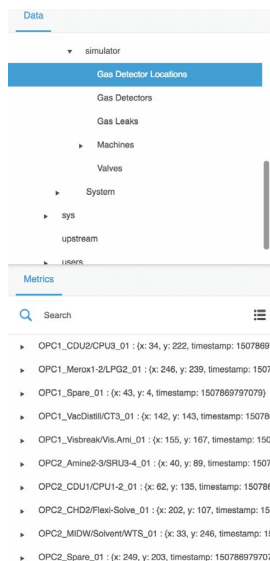 Data
simulator
Gas Detector Locations
Gas Detectors
Gas Leaks
Machines
Valves
System
sys
upstream
users
Metrics
Search
OPC1_CDU2/CPU3_01 : {x: 34, y: 222, timestamp: 1507869
OPC1_Merox1-2/LPG2_01 : {x: 246, y: 239, timestamp: 1507
OPC1_Spare_01 : {x: 43, y: 4, timestamp: 1507869797079}
OPC1_VacDistill/CT3_01 : {x: 142, y: 143, timestamp: 15078
OPC1_Visbreak/Vis.Ami_01 : {x: 155, y: 167, timestamp: 150
OPC2_Amine2-3/SRU3-4_01 : {x: 40, y: 89, timestamp: 1507
OPC2_CDU1/CPU1-2_01 : {x: 62, y: 135, timestamp: 150786
OPC2_CHD2/Flexi-Solve_01 : {x: 202, y: 107, timestamp: 15
OPC2_MIDW/Solvent/WTS_01 : {x: 33, y: 246, timestamp: 1
OPC2_Spare_01 : {x: 249, y: 203, timestamp: 150786979707